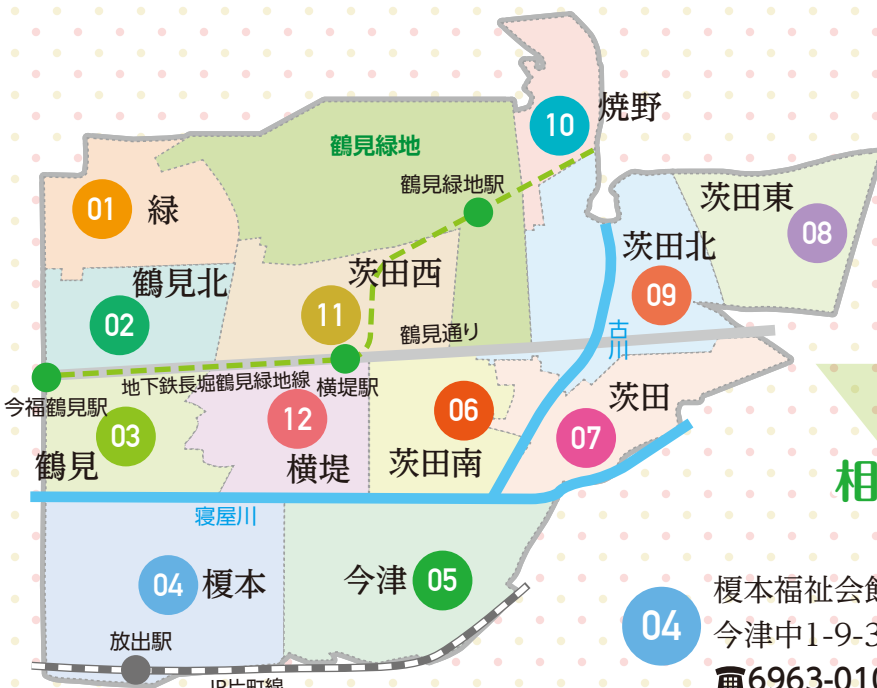 10
焼野
鶴見緑地
鶴見緑地駅
01
緑
茨田東
08
茨田北
09
鶴見北
02
茨田西
11
鶴見通り
古川
地下鉄長堀鶴見緑地線
横堤駅
今福鶴見駅
03
鶴見
12
横堤
06
茨田南
07
茨田
寝屋川
相
04
榎本
今津
05
放出駅
JR片町線
04
榎本福祉会
今津中1-9-3
☎6963-010